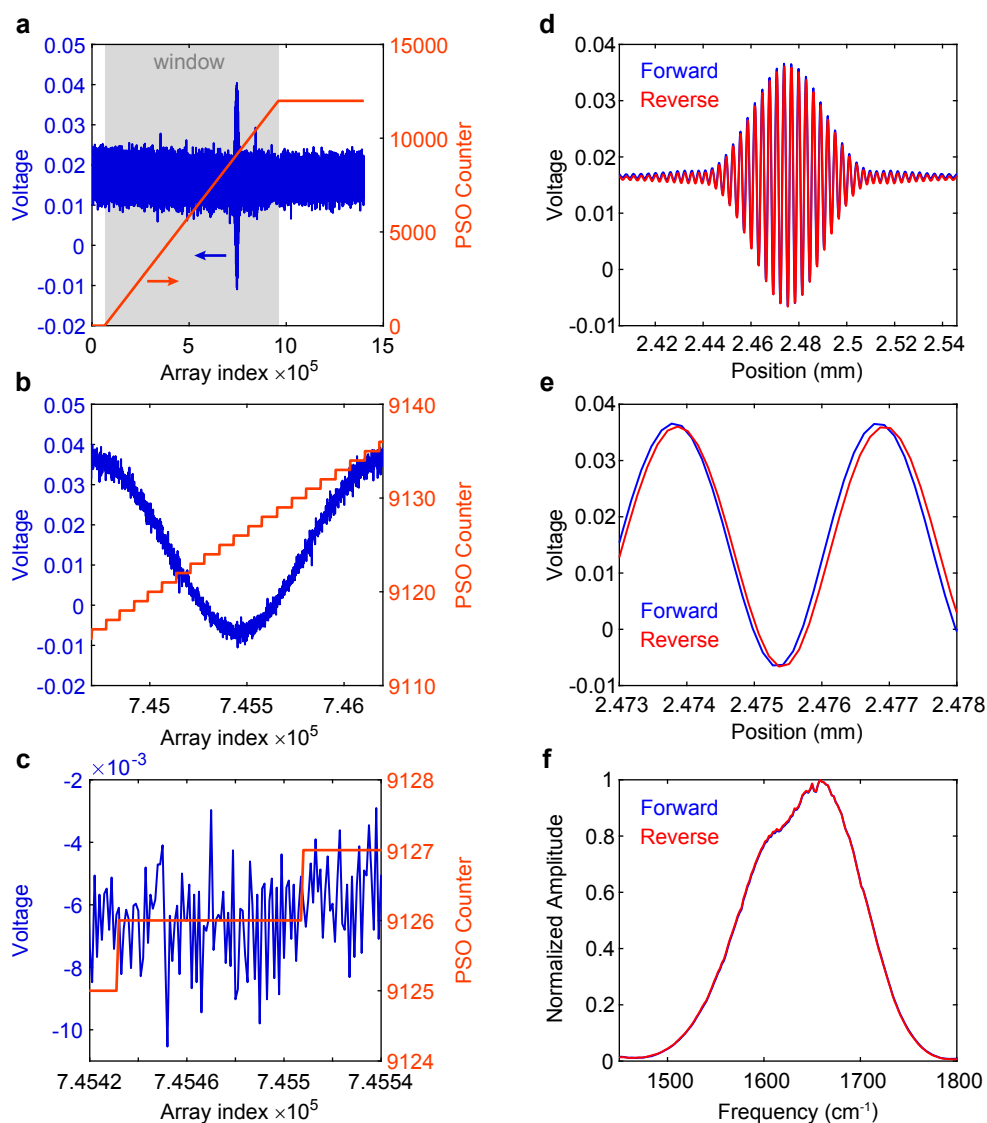 a
0.05
0.04
0.03
0.02
0.01
0
-0.01
-0.02
Voltage
window
15000
10000
5000
0
PSO Counter
0
5
10
15
Array index ×10⁵
d
0.04
0.03
0.02
0.01
0
-0.01
Voltage
Forward
Reverse
2.42
2.44
2.46
2.48
2.5
2.52
2.54
Position (mm)
b
0.05
0.04
0.03
0.02
0.01
0
-0.01
-0.02
Voltage
9140
9130
9120
9110
PSO Counter
7.45
7.455
7.46
Array index ×10⁵
e
0.04
0.03
0.02
0.01
0
-0.01
Voltage
Forward
Reverse
2.473
2.474
2.475
2.476
2.477
2.478
Position (mm)
c
×10⁻³
-2
-4
-6
-8
-10
Voltage
9128
9127
9126
9125
9124
PSO Counter
7.4542
7.4546
7.455
7.4554
Array index ×10⁵
f
1
0.8
0.6
0.4
0.2
0
Normalized Amplitude
Forward
Reverse
1500
1600
1700
1800
Frequency (cm⁻¹)